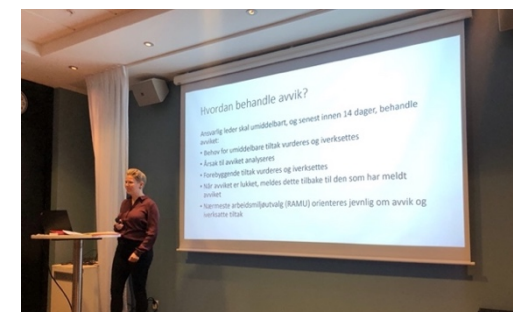 Hvordan behandle avvik?
Ansvarlig leder skal umiddelbart, og senest innen 14 dager, behandle
avviket:
• Behov for umiddelbare tiltak vurderes og iverksettes
• Årsak til avviket analyseres
• Forebyggende tiltak vurderes og iverksettes
• Når avviket er lukket, meldes dette tilbake til den som har meldt
avviket
• Nærmeste arbeidsmiljøutvalg (RAMU) orienteres jevnlig om avvik og
iverksatte tiltak